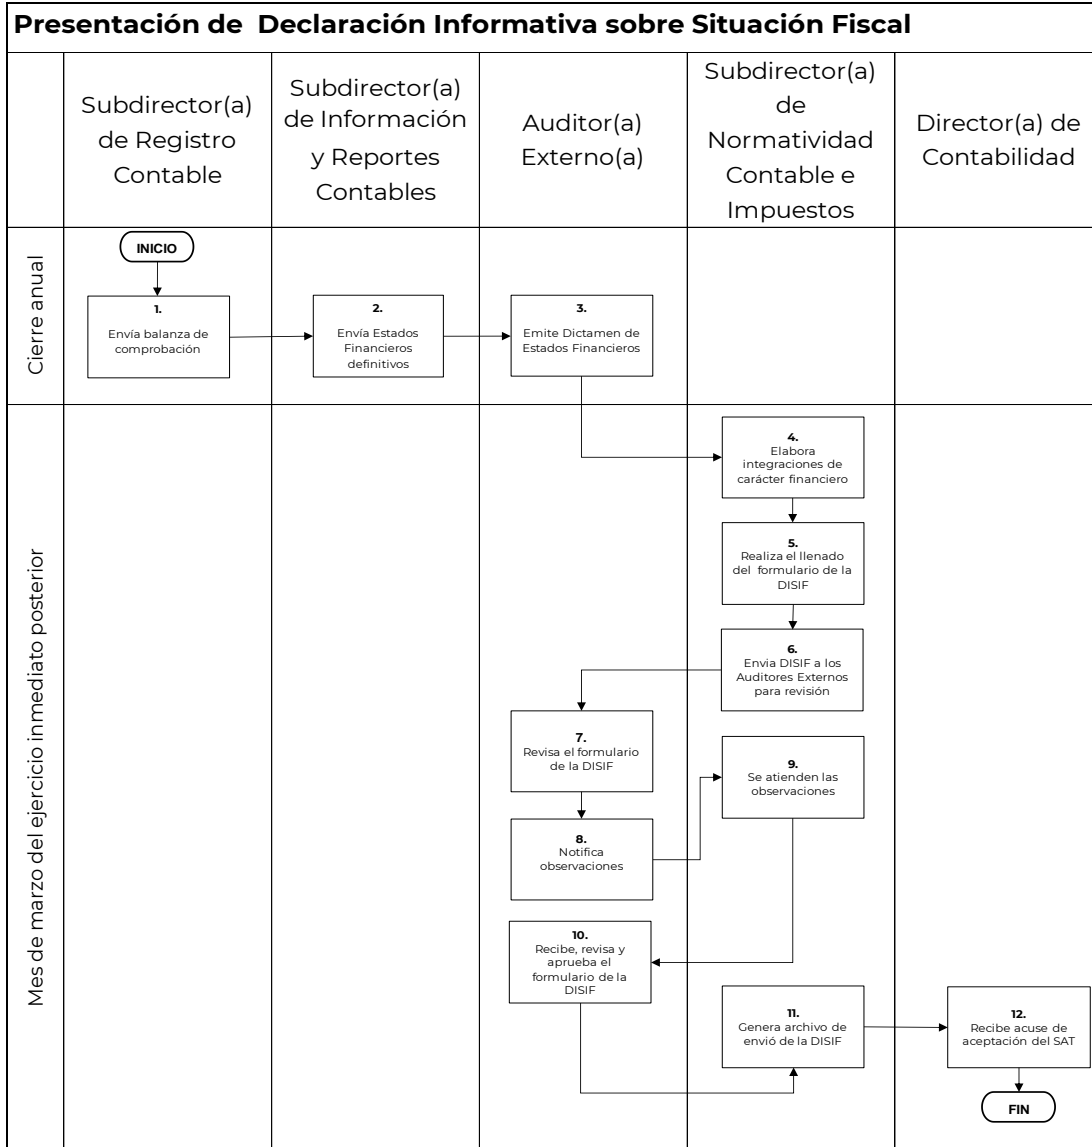 Presentación de Declaración Informativa sobre Situación Fiscal
Subdirector(a)
de Registro
Contable
Subdirector(a)
de Información
y Reportes
Contables
Auditor(a)
Externo(a)
Subdirector(a)
de
Normatividad
Contable e
Impuestos
Director(a) de
Contabilidad
Cierre anual
INICIO
1.
Envía balanza de
comprobación
2.
Envía Estados
Financieros
definitivos
3.
Emite Dictamen de
Estados Financieros
Mes de marzo del ejercicio inmediato posterior
4.
Elabora
integraciones de
carácter financiero
5.
Realiza el llenado
del formulario de la
DISIF
6.
Envia DISIF a los
Auditores Externos
para revisión
7.
Revisa el formulario
de la DISIF
8.
Notifica
observaciones
9.
Se atienden las
observaciones
10.
Recibe, revisa y
aprueba el
formulario de la
DISIF
11.
Genera archivo de
envió de la DISIF
12.
Recibe acuse de
aceptación del SAT
FIN